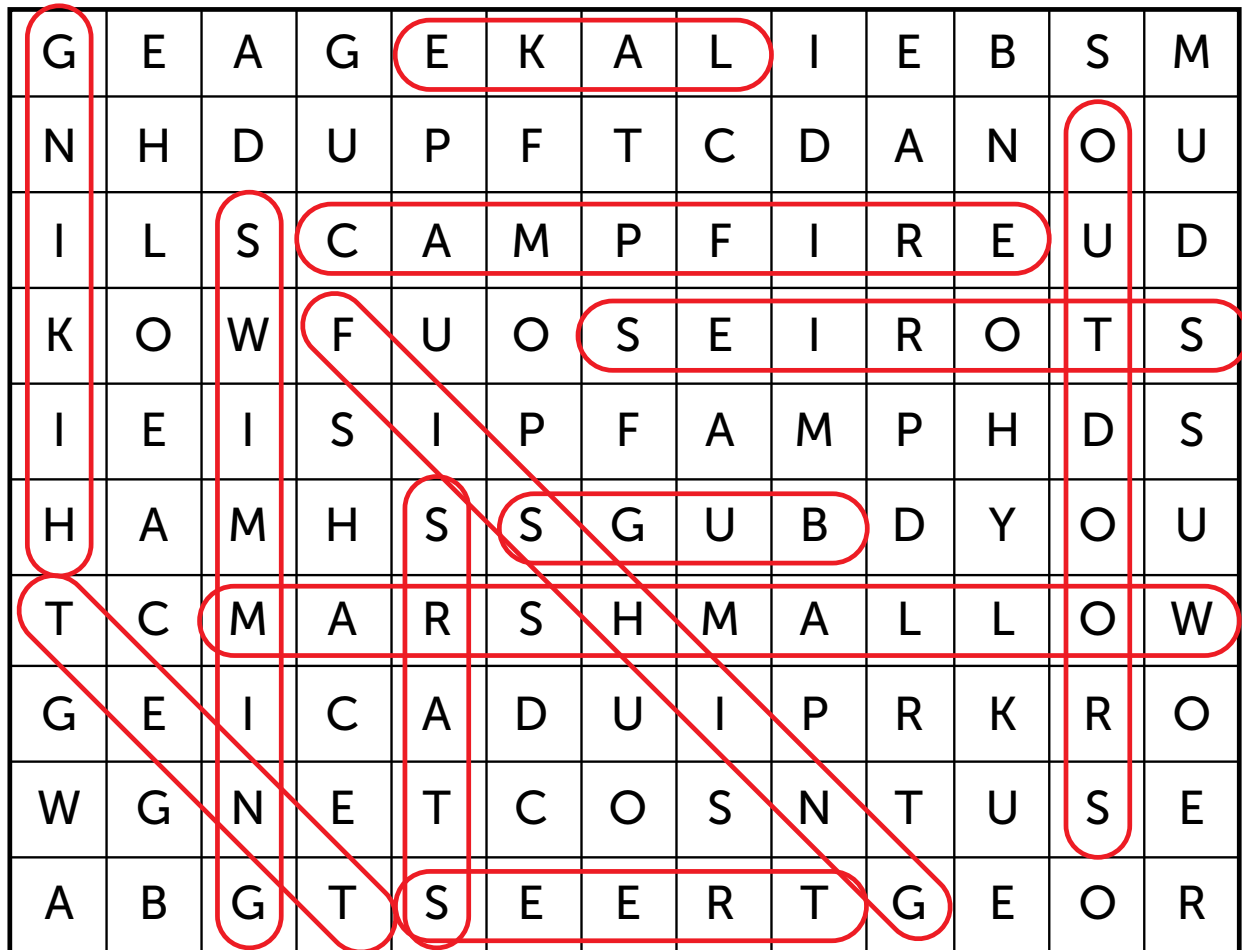 G E A G E K A L I E B S M
N H D U P F T C D A N O U
I L S C A M P F I R E U D
K O W F U O S E I R O T S
I E I S I P F A M P H D S
H A M H S S G U B D Y O U
T C M A R S H M A L L O W
G E I C A D U I P R K R O
W G N E T C O S N T U S E
A B G T S E E R T G E O R